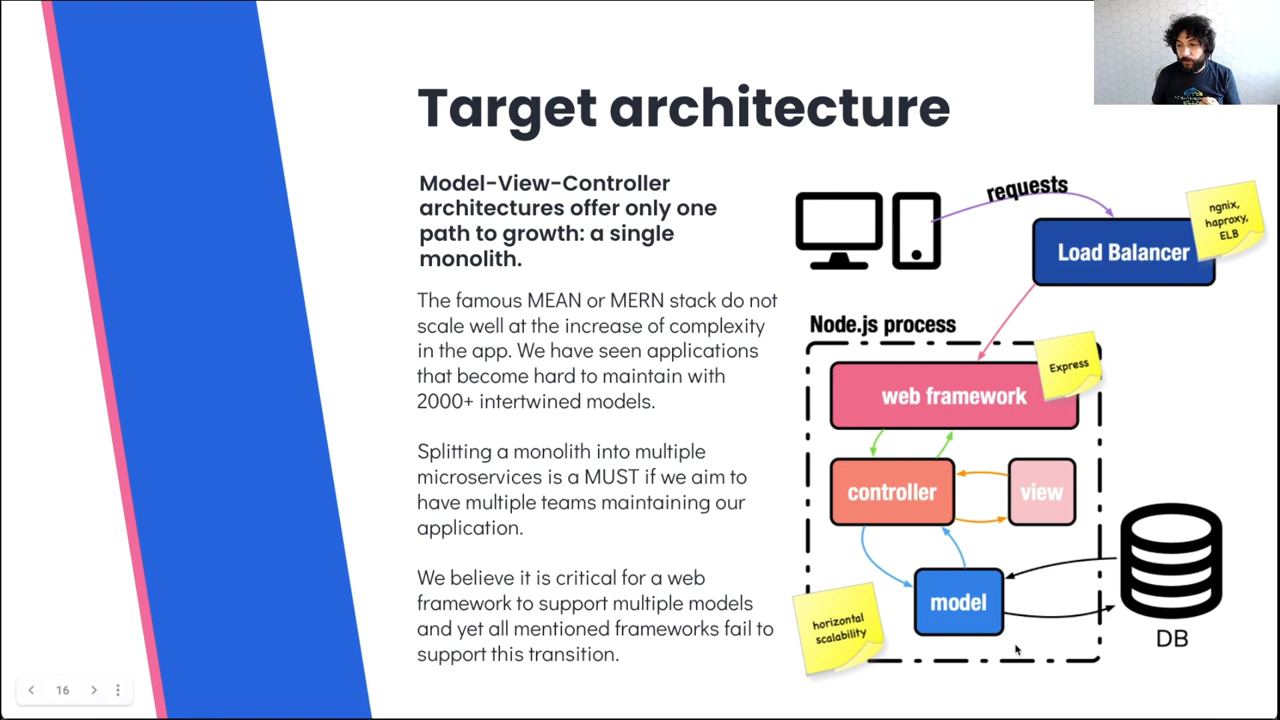 Target architecture
Model-View-Controller
architectures offer only one
path to growth: a single
monolith.
The famous MEAN or MERN stack do not
scale well at the increase of complexity
in the app. We have seen applications
that become hard to maintain with
2000+ intertwined models.
Splitting a monolith into multiple
microservices is a MUST if we aim to
have multiple teams maintaining our
application.
We believe it is critical for a web
framework to support multiple models
and yet all mentioned frameworks fail to
support this transition.
requests
ngnix,
haproxy,
ELB
Load Balancer
Node.js process
Express
web framework
controller
view
model
horizontal
scalability
DB
16